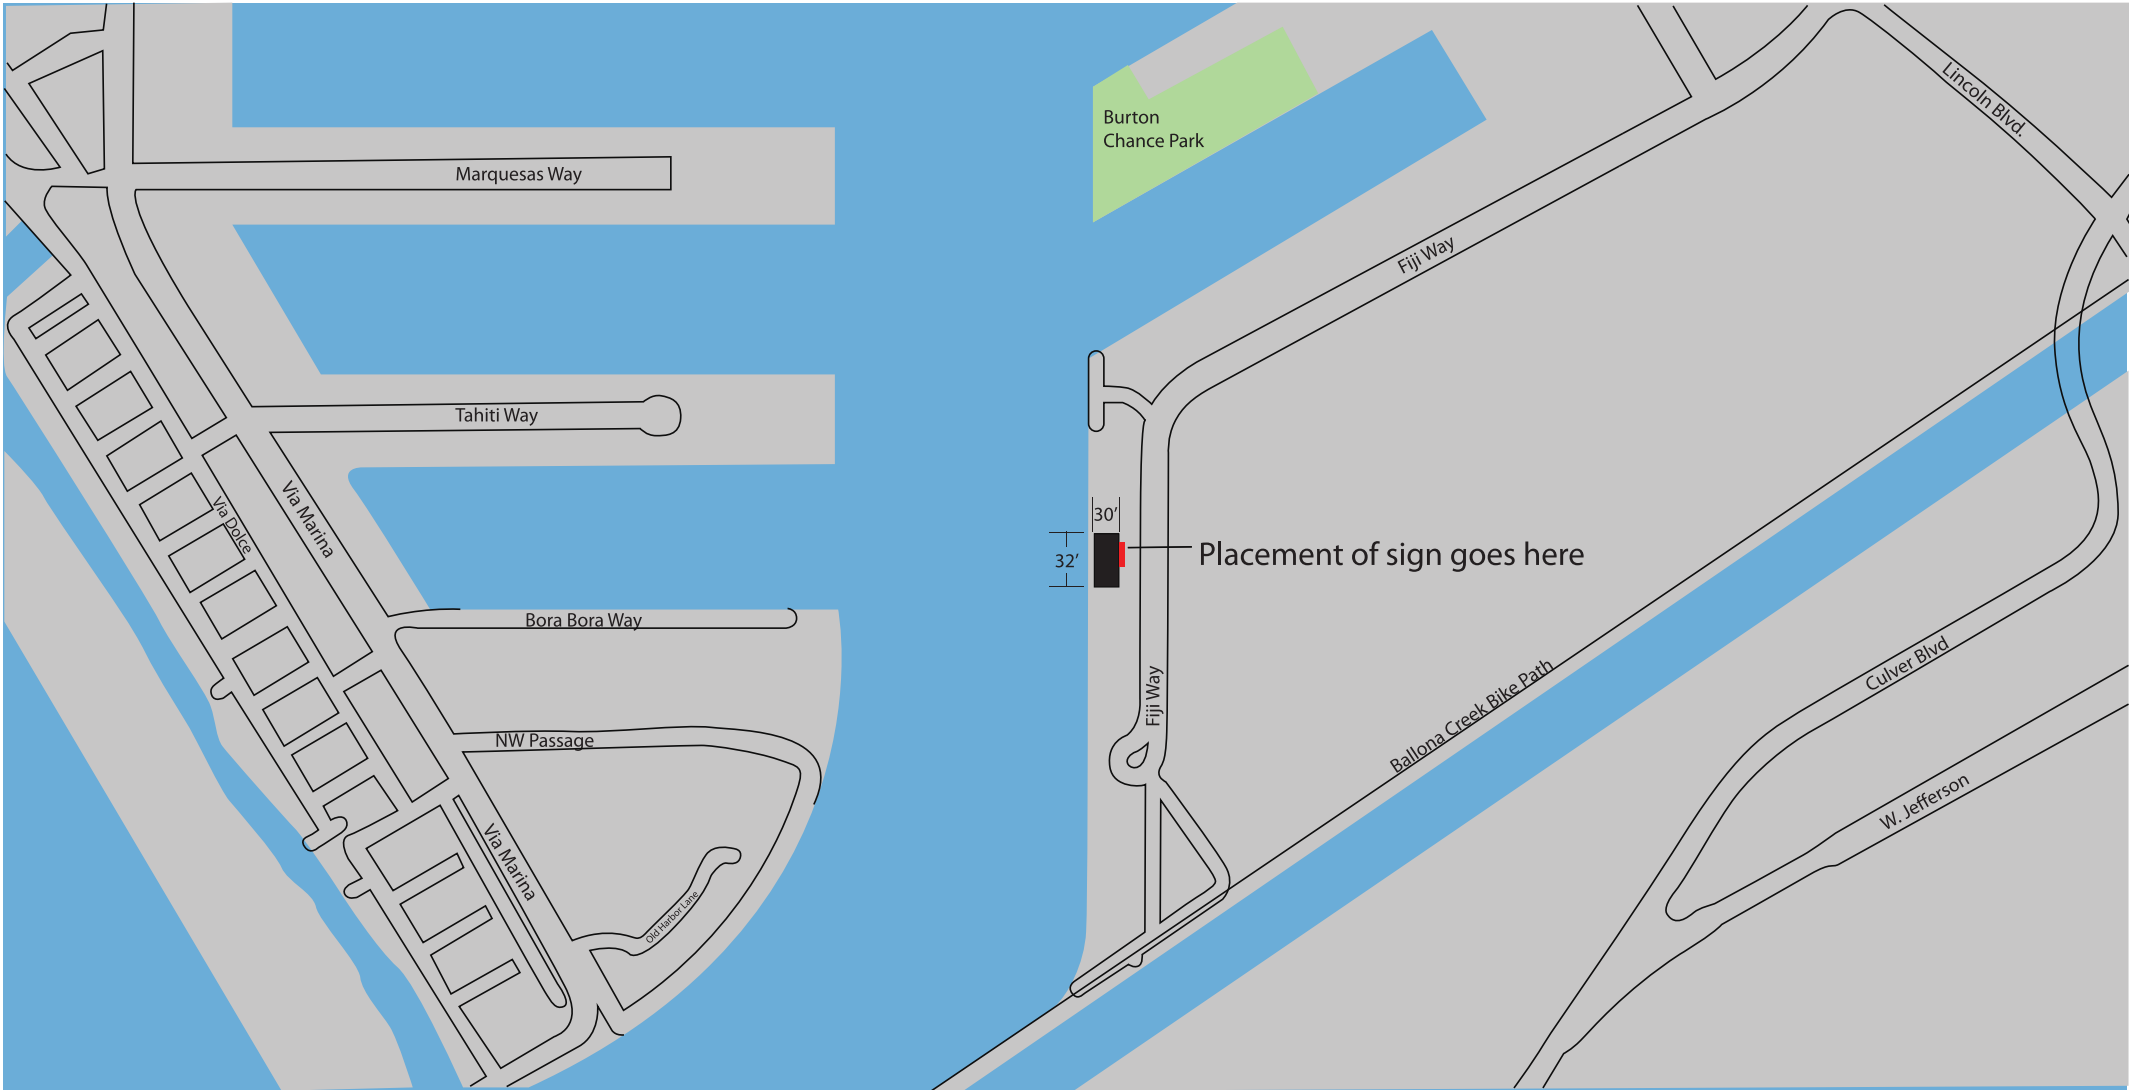 Burton
Chance Park
Lincoln Blvd.
Marquesas Way
Fiji Way
Tahiti Way
Via Marina
Via Dolce
30'
32'
Placement of sign goes here
Bora Bora Way
Fiji Way
Ballona Creek Bike Path
Culver Blvd
NW Passage
W. Jefferson
Via Marina
Old Harbor Lane